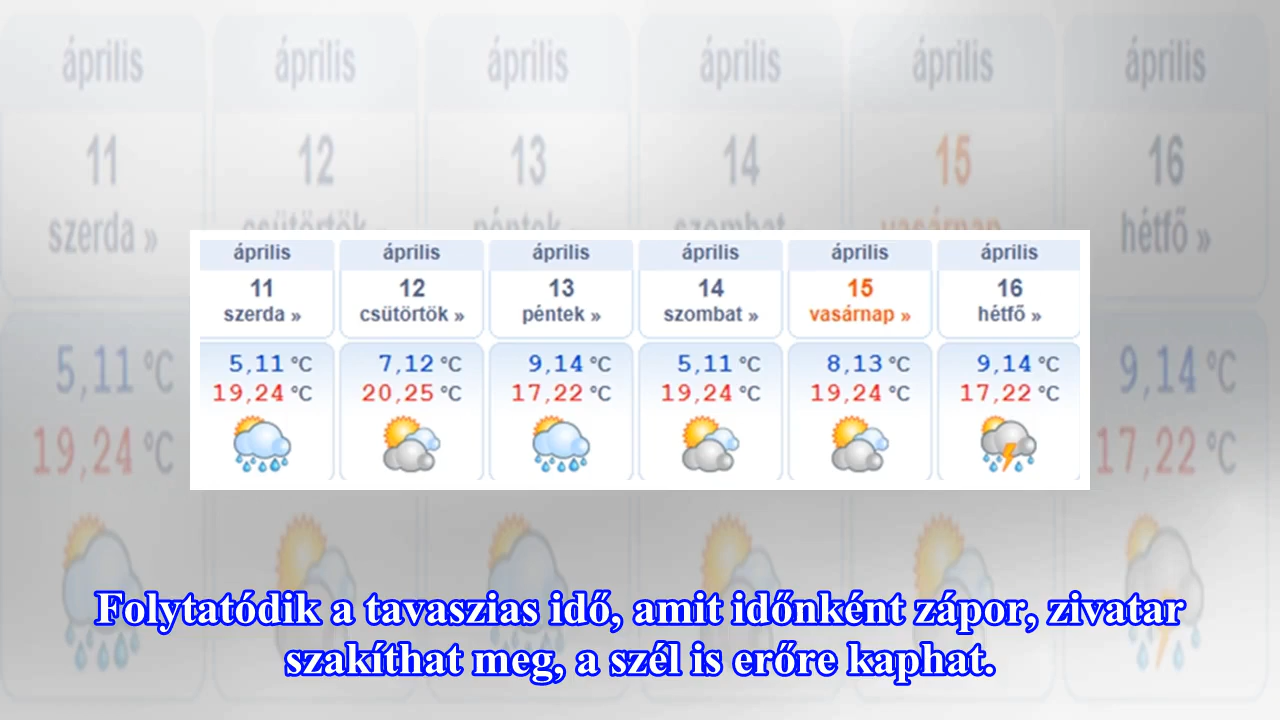 április április április április április április
11 12 13 14 15 16
szerda » csütörtök » péntek » szombat » vasárnap » hétfő »
5,11 °C 7,12 °C 9,14 °C 5,11 °C 8,13 °C 9,14 °C
19,24 °C 20,25 °C 17,22 °C 19,24 °C 19,24 °C 17,22 °C
Folytatódik a tavaszias idő, amit időnként zápor, zivatar
szakíthat meg, a szél is erőre kaphat.